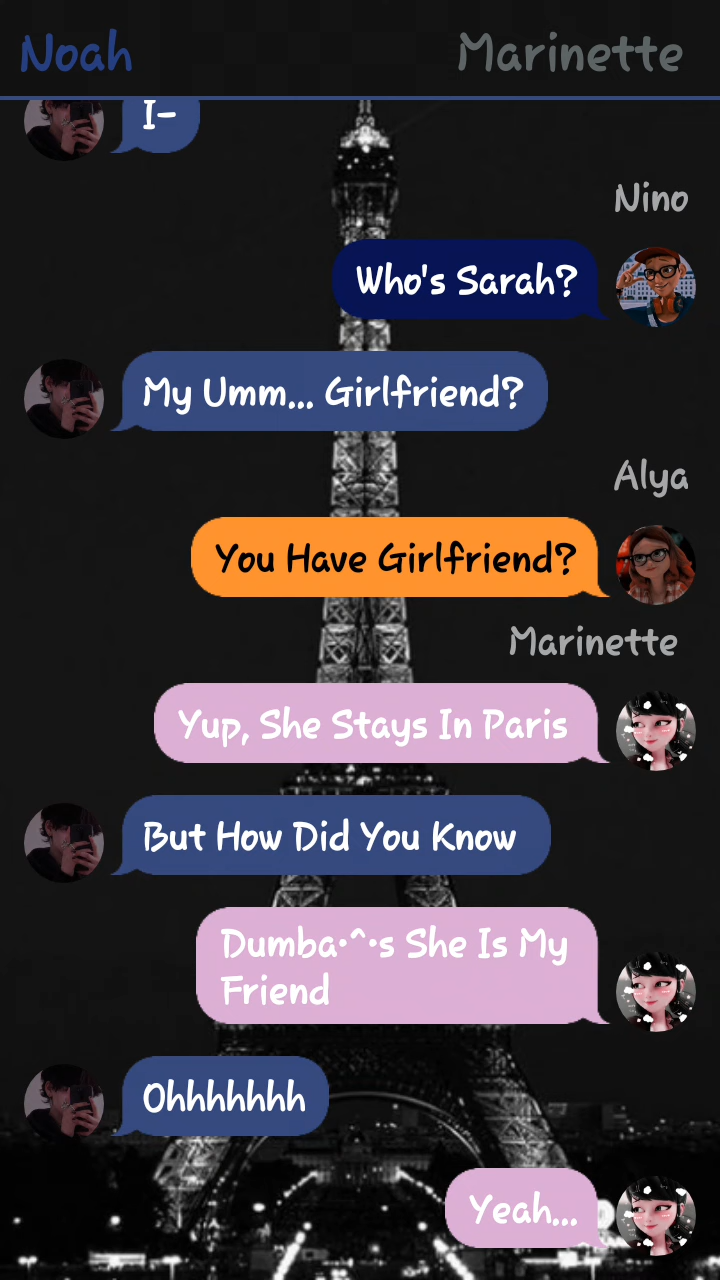 Noah
Marinette
I-
Nino
Who's Sarah?
My Umm... Girlfriend?
Alya
You Have Girlfriend?
Marinette
Yup, She Stays In Paris
But How Did You Know
Dumba•^•s She Is My
Friend
Ohhhhhhh
Yeah...